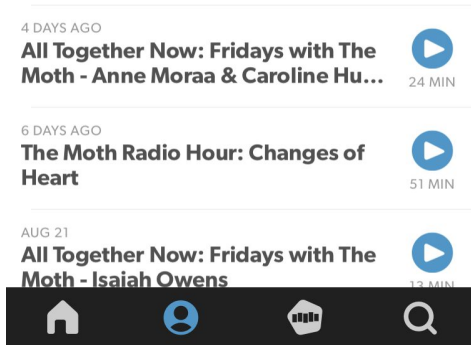 4 DAYS AGO
All Together Now: Fridays with The
Moth - Anne Moraa & Caroline Hu...
24 MIN
6 DAYS AGO
The Moth Radio Hour: Changes of
Heart
51 MIN
AUG 21
All Together Now: Fridays with The
Moth - Isaiah Owens
13 MIN